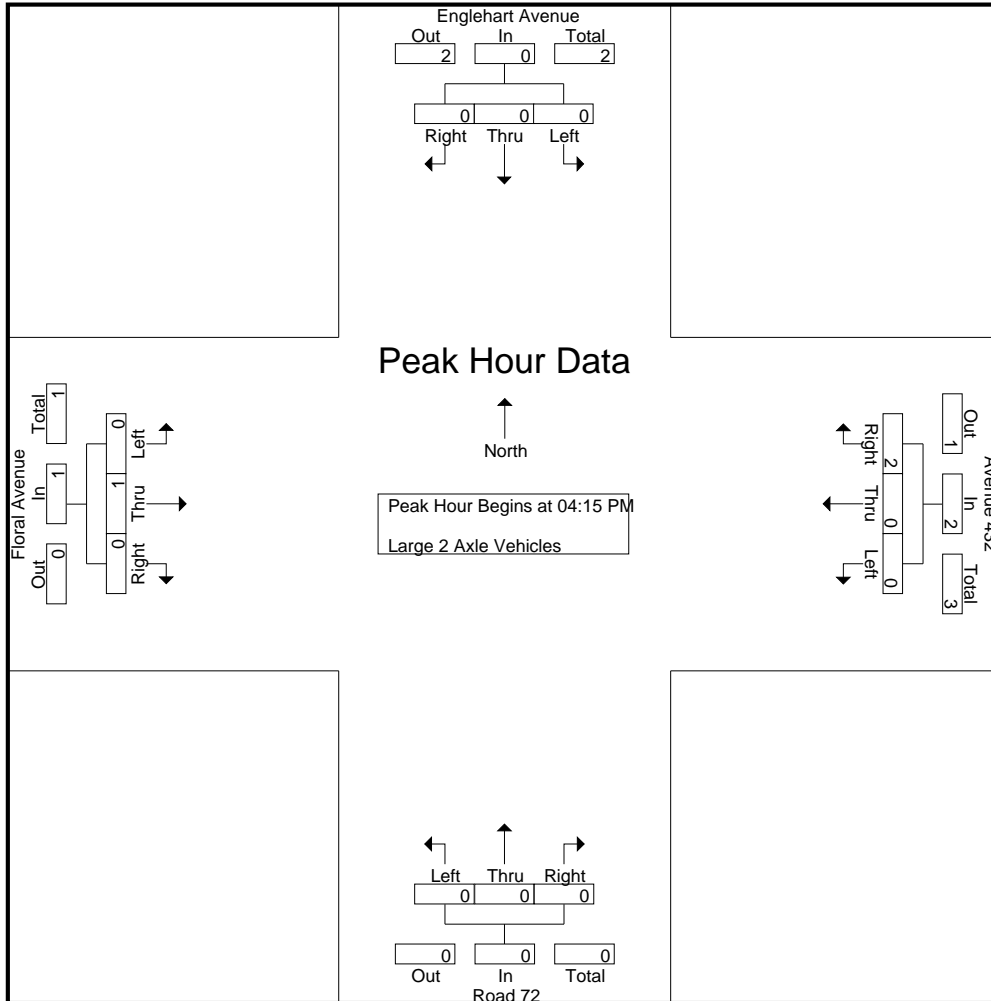 Englehart Avenue
Out In Total
2 0 2
0 0 0
Right Thru Left
Peak Hour Data
North
Peak Hour Begins at 04:15 PM
Large 2 Axle Vehicles
Floral Avenue
Out In Total
0 1 1
Right Thru Left
0 1 0
Avenue 432
Out In Total
1 2 3
Right Thru Left
2 0 0
Left Thru Right
0 0 0
0 0 0
Out In Total
Road 72